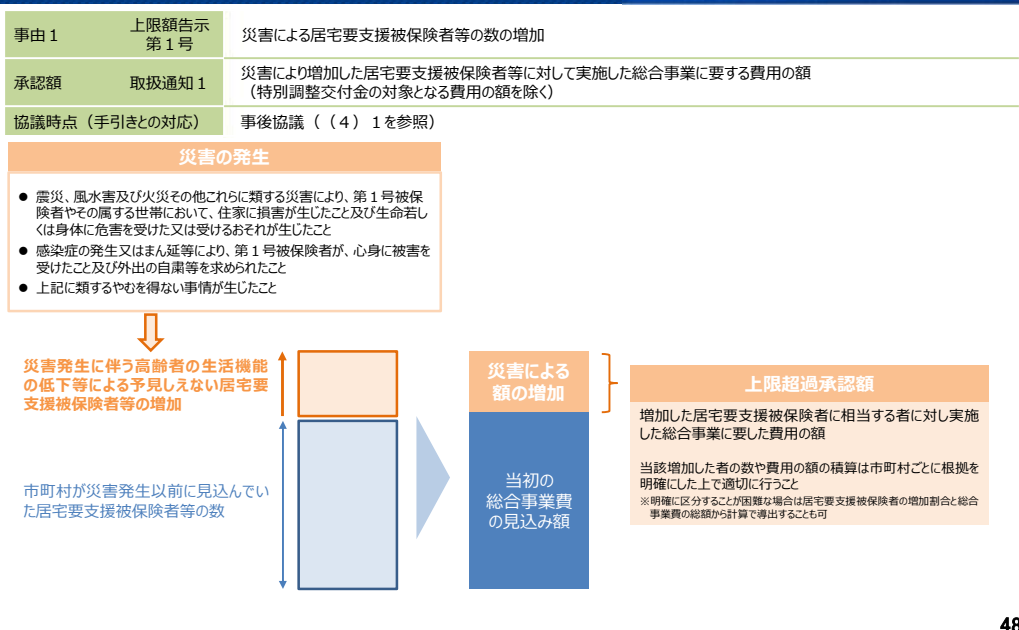 事由1 上限額告示
第1号 災害による居宅要支援被保険者等の数の増加
承認額 取扱通知1 災害により増加した居宅要支援被保険者等に対して実施した総合事業に要する費用の額
（特別調整交付金の対象となる費用の額を除く）
協議時点（手引きとの対応） 事後協議（（4）1を参照）
災害の発生
● 震災、風水害及び火災その他これらに類する災害により、第1号被保
険者やその属する世帯において、住家に損害が生じたこと及び生命若し
くは身体に危害を受けた又は受けるおそれが生じたこと
● 感染症の発生又はまん延等により、第1号被保険者が、心身に被害を
受けたこと及び外出の自粛等を求められたこと
● 上記に類するやむを得ない事情が生じたこと
災害発生に伴う高齢者の生活機能
の低下等による予見しえない居宅要
支援被保険者等の増加
市町村が災害発生以前に見込んでい
た居宅要支援被保険者等の数
災害による
額の増加
当初の
総合事業費
の見込み額
上限超過承認額
増加した居宅要支援被保険者に相当する者に対し実施
した総合事業に要した費用の額
当該増加した者の数や費用の額の積算は市町村ごとに根拠を
明確にした上で適切に行うこと
※明確に区分することが困難な場合は居宅要支援被保険者の増加割合と総合
事業費の総額から計算で導出することも可
48